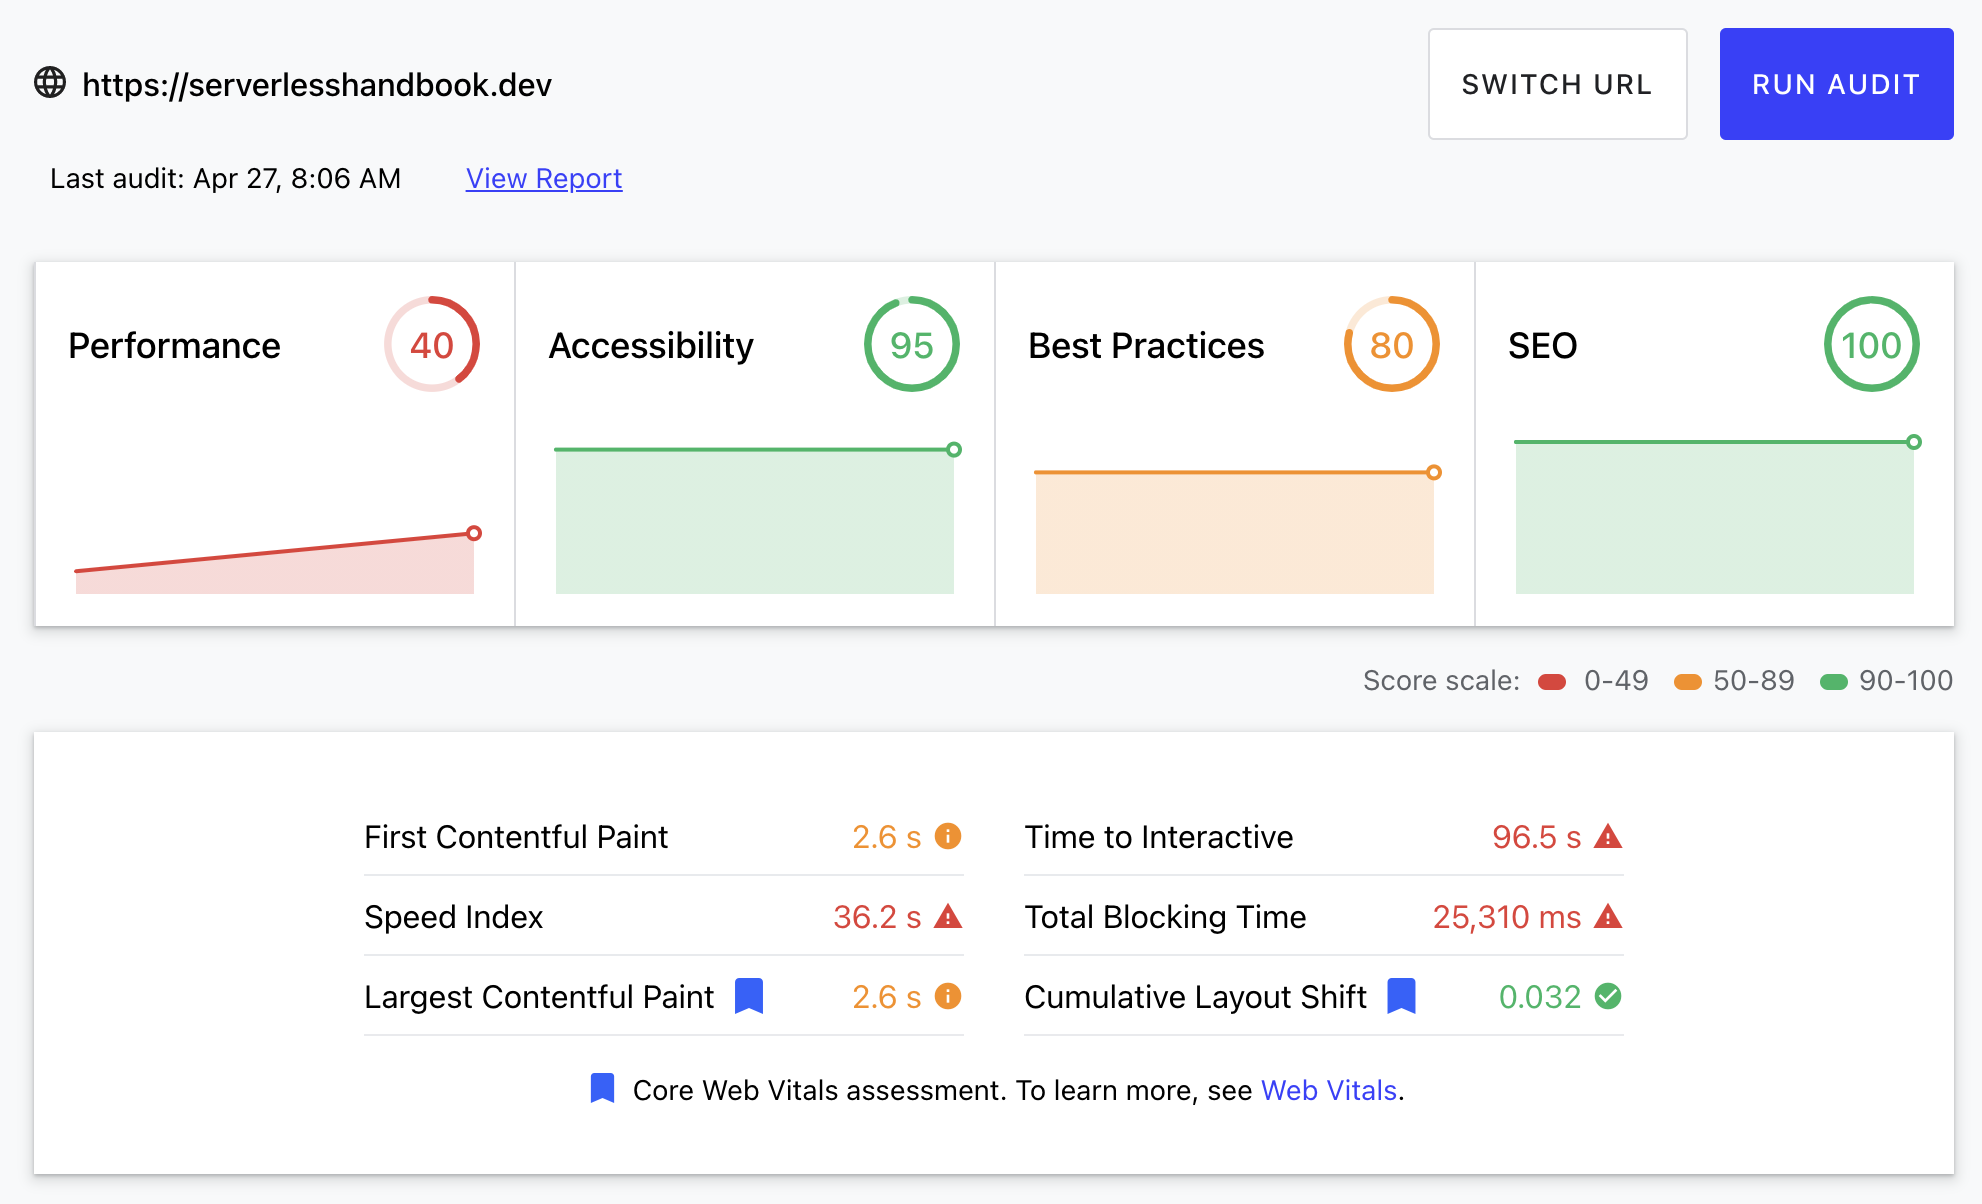 https://serverlesshandbook.dev
SWITCH URL
RUN AUDIT
Last audit: Apr 27, 8:06 AM
View Report
Performance
40
Accessibility
95
Best Practices
80
SEO
100
Score scale: 0-49 50-89 90-100
First Contentful Paint 2.6 s
Time to Interactive 96.5 s
Speed Index 36.2 s
Total Blocking Time 25,310 ms
Largest Contentful Paint 2.6 s
Cumulative Layout Shift 0.032
Core Web Vitals assessment. To learn more, see Web Vitals.